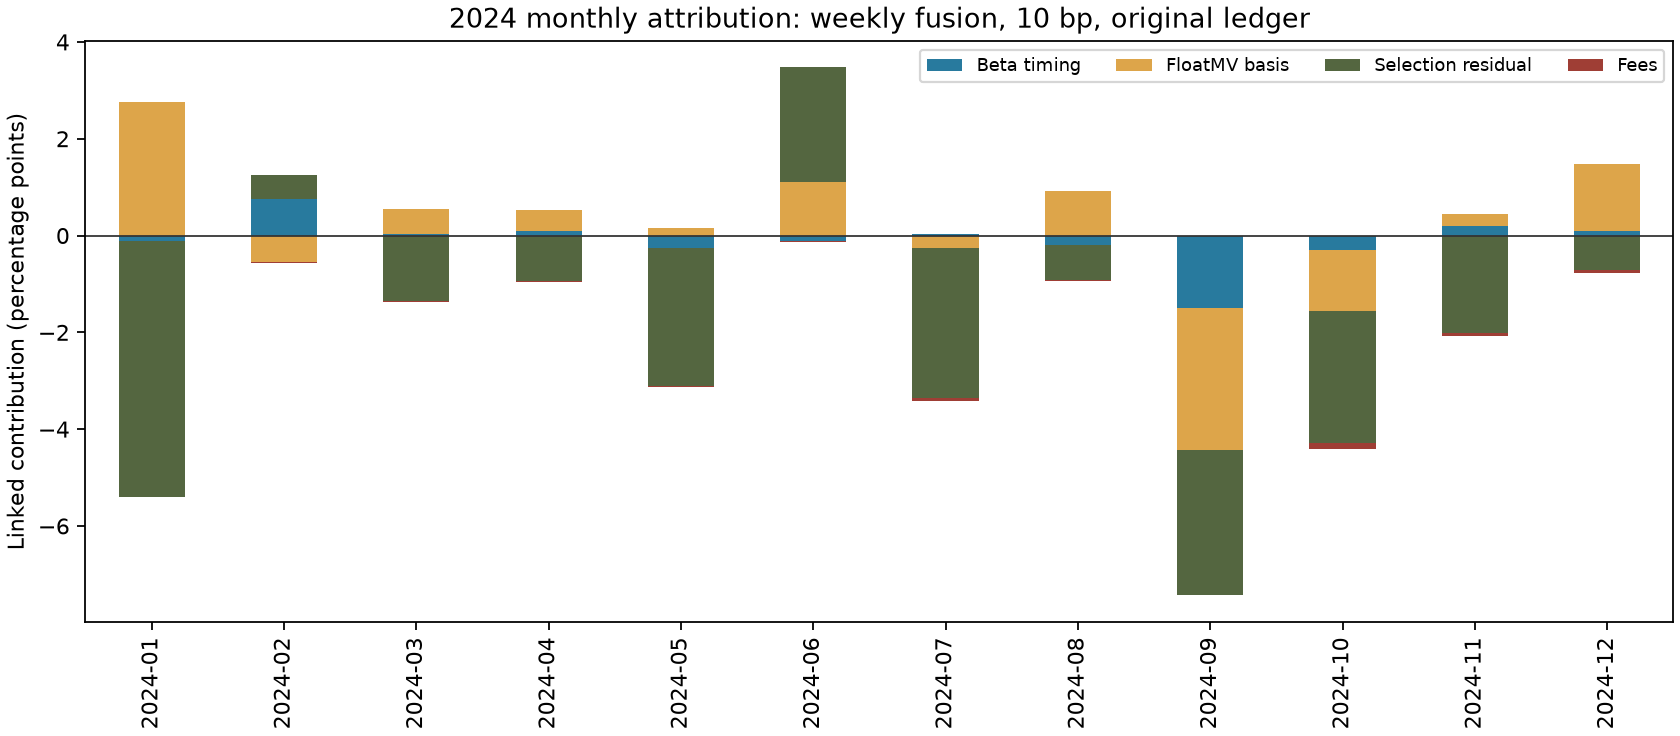 2024 monthly attribution: weekly fusion, 10 bp, original ledger
Beta timing FloatMV basis Selection residual Fees
Linked contribution (percentage points)
4
2
0
−2
−4
−6
2024-01 2024-02 2024-03 2024-04 2024-05 2024-06 2024-07 2024-08 2024-09 2024-10 2024-11 2024-12